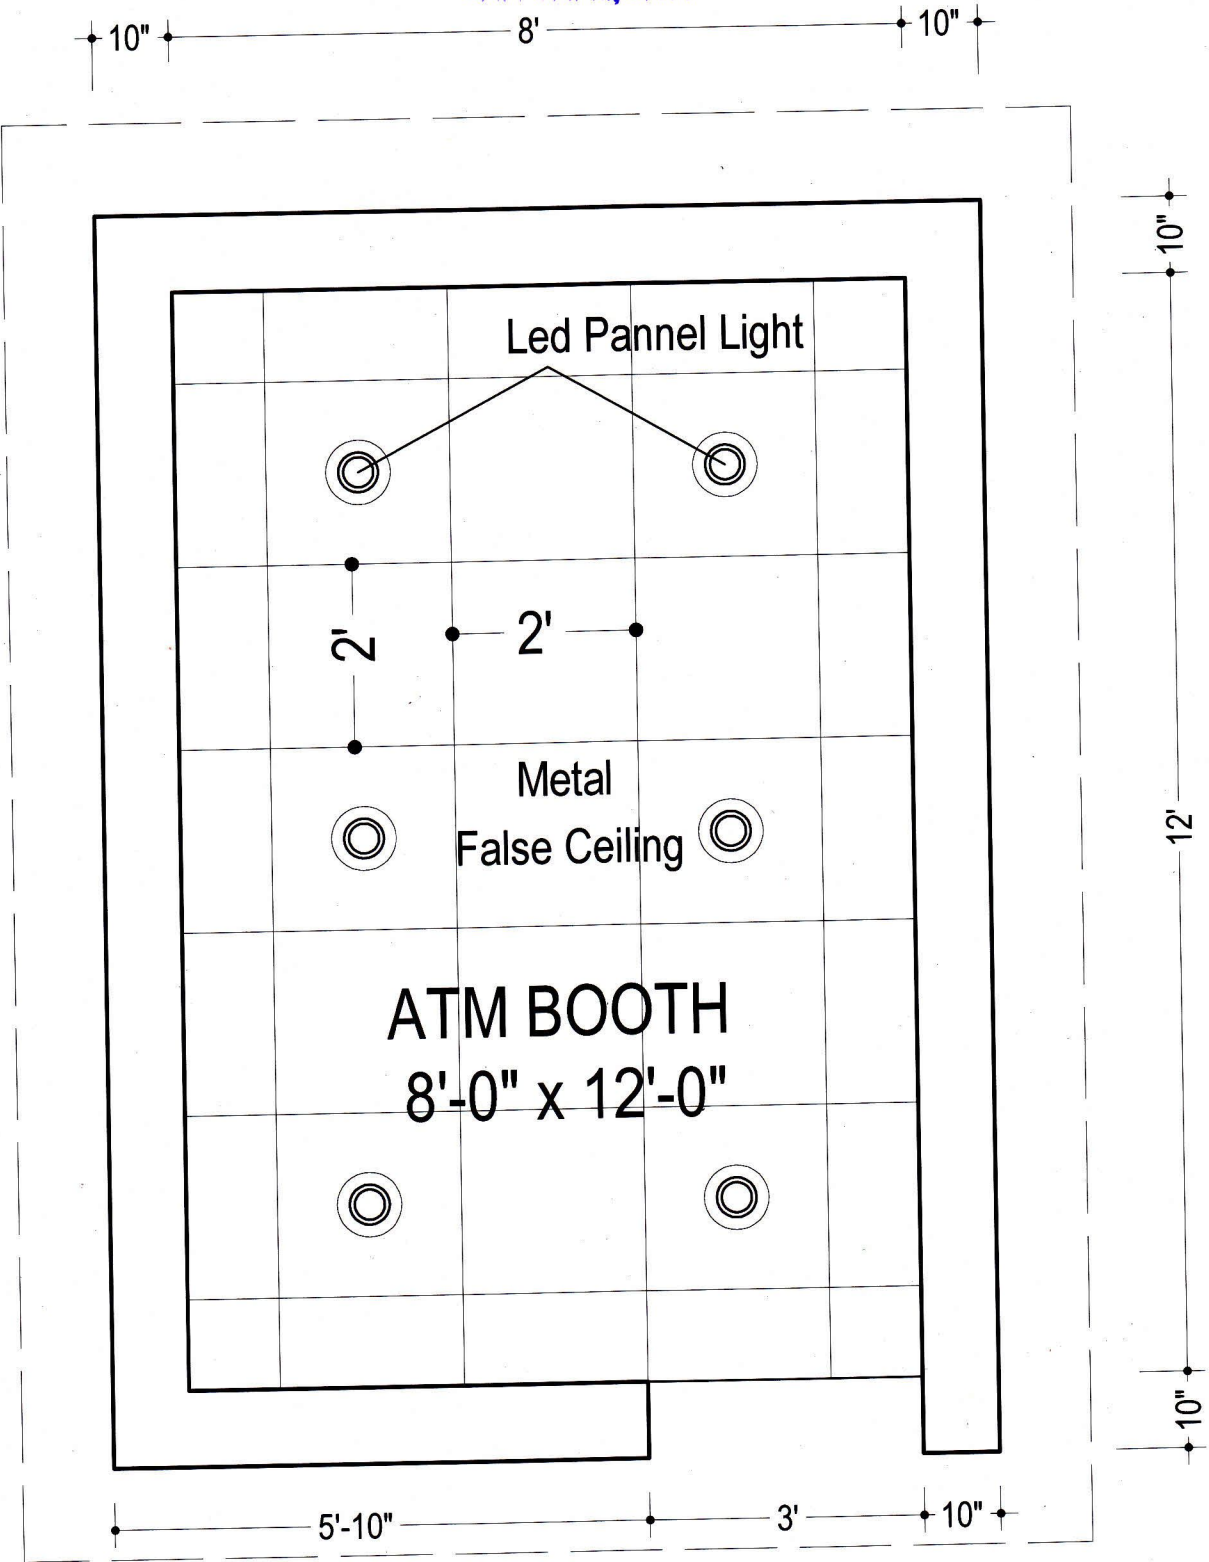 10"
8'
10"
10"
Led Pannel Light
2'
2'
Metal
False Ceiling
12'
ATM BOOTH
8'-0" x 12'-0"
10"
5'-10"
3'
10"